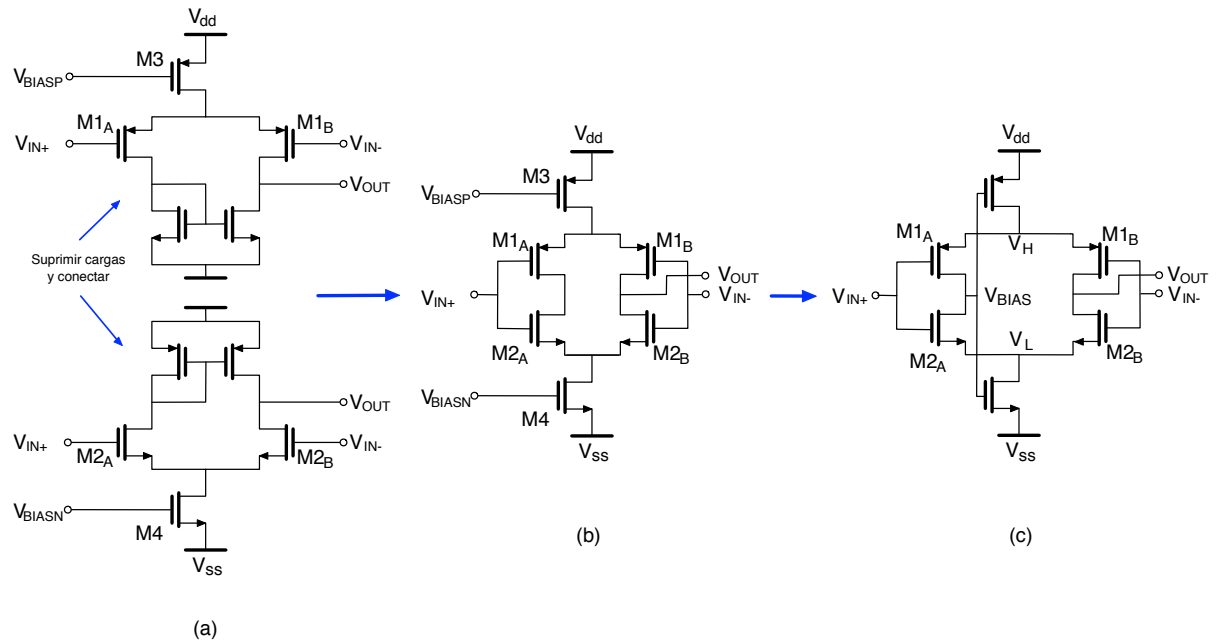 Vdd
M3
VBIASP
M1A
M1B
VIN+
VIN-
VOUT
Suprimir cargas
y conectar
VOUT
VIN+
M2A
M2B
VIN-
VBIASN
M4
Vss
(a)
Vdd
M3
VBIASP
M1A
M1B
VOUT
VIN+
VIN-
M2A
M2B
VBIASN
M4
Vss
(b)
Vdd
M1A
VH
M1B
VOUT
VIN+
VBIAS
VIN-
VL
M2A
M2B
Vss
(c)